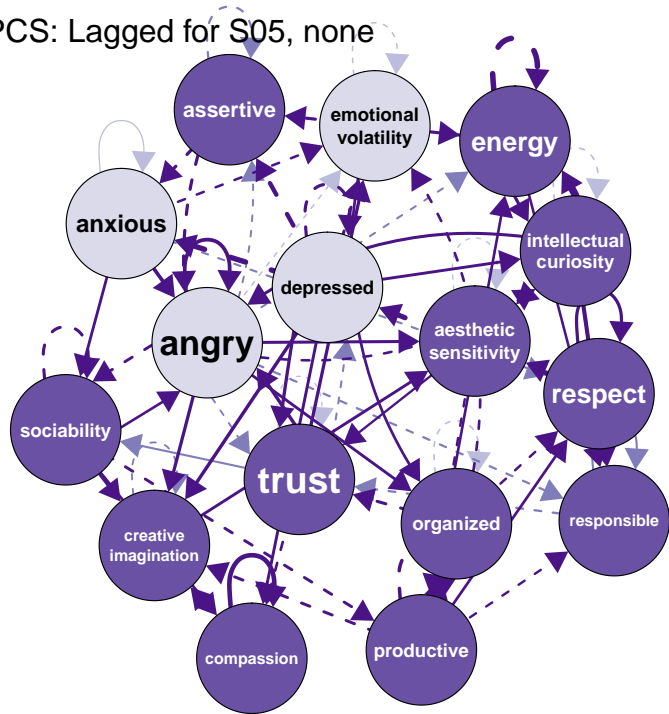 PCS: Lagged for S05, none
assertive
emotional
volatility
energy
anxious
intellectual
curiosity
depressed
angry
aesthetic
sensitivity
respect
sociability
trust
creative
imagination
organized
responsible
compassion
productive